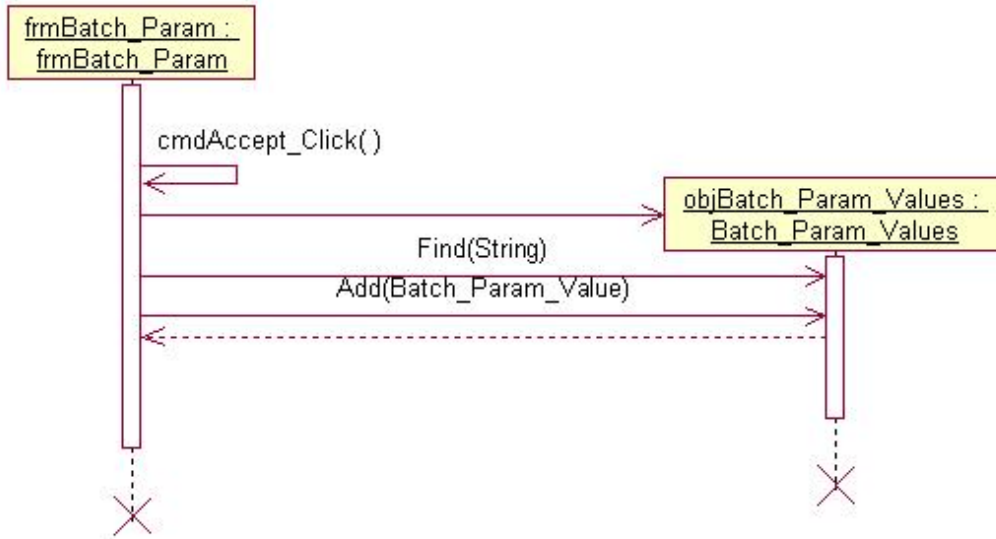 frmBatch_Param :
frmBatch_Param
cmdAccept_Click( )
objBatch_Param_Values :
Batch_Param_Values
Find(String)
Add(Batch_Param_Value)